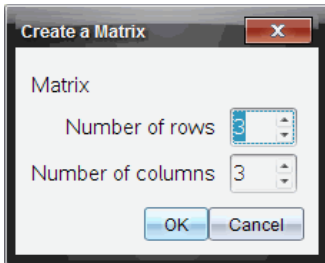 Create a Matrix
Matrix
Number of rows 3
Number of columns 3
OK Cancel